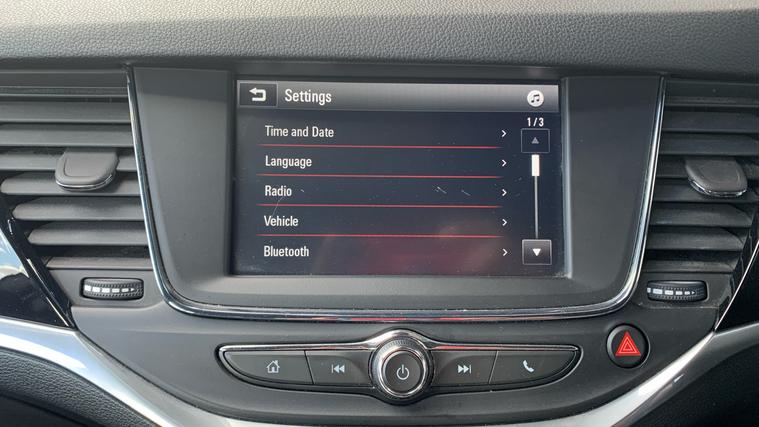 Settings
1/3
Time and Date
Language
Radio
Vehicle
Bluetooth